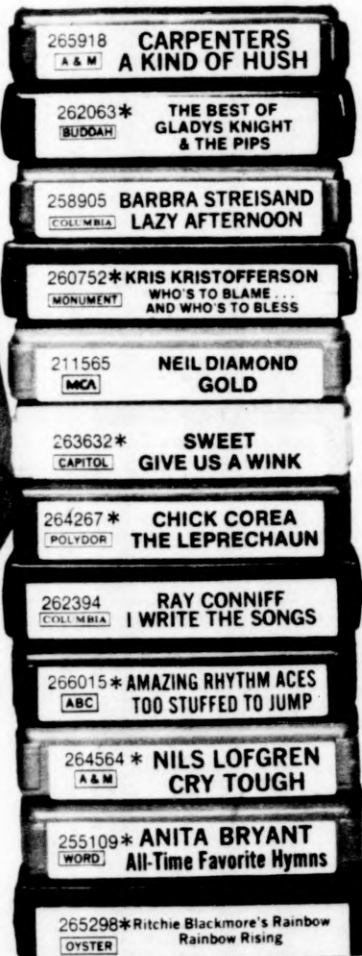 265918 CARPENTERS
A & M A KIND OF HUSH
262063* THE BEST OF
BUDDAH GLADYS KNIGHT
& THE PIPS
258905 BARBRA STREISAND
COLUMBIA LAZY AFTERNOON
260752* KRIS KRISTOFFERSON
MONUMENT WHO'S TO BLAME...
AND WHO'S TO BLESS
211565 NEIL DIAMOND
MCA GOLD
263632* SWEET
CAPITOL GIVE US A WINK
264267* CHICK COREA
POLYDOR THE LEPRECHAUN
262394 RAY CONNIFF
COLUMBIA I WRITE THE SONGS
266015* AMAZING RHYTHM ACES
ABC TOO STUFFED TO JUMP
264564* NILS LOFGREN
A & M CRY TOUGH
255109* ANITA BRYANT
WORD All-Time Favorite Hymns
265298* Ritchie Blackmore's Rainbow
OYSTER Rainbow Rising